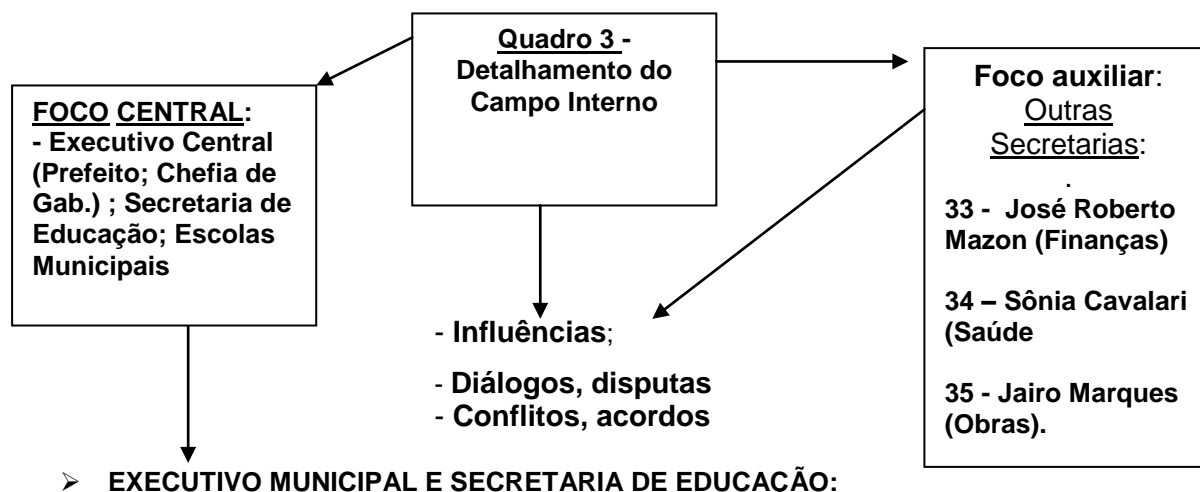 Quadro 3 -
Detalhamento do
Campo Interno
FOCO CENTRAL:
- Executivo Central
(Prefeito; Chefia de
Gab.) ; Secretaria de
Educação; Escolas
Municipais
Foco auxiliar:
Outras
Secretarias:
.
33 - José Roberto
Mazon (Finanças)
34 – Sônia Cavalari
(Saúde
35 - Jairo Marques
(Obras).
- Influências;
- Diálogos, disputas
- Conflitos, acordos
➢ EXECUTIVO MUNICIPAL E SECRETARIA DE EDUCAÇÃO: